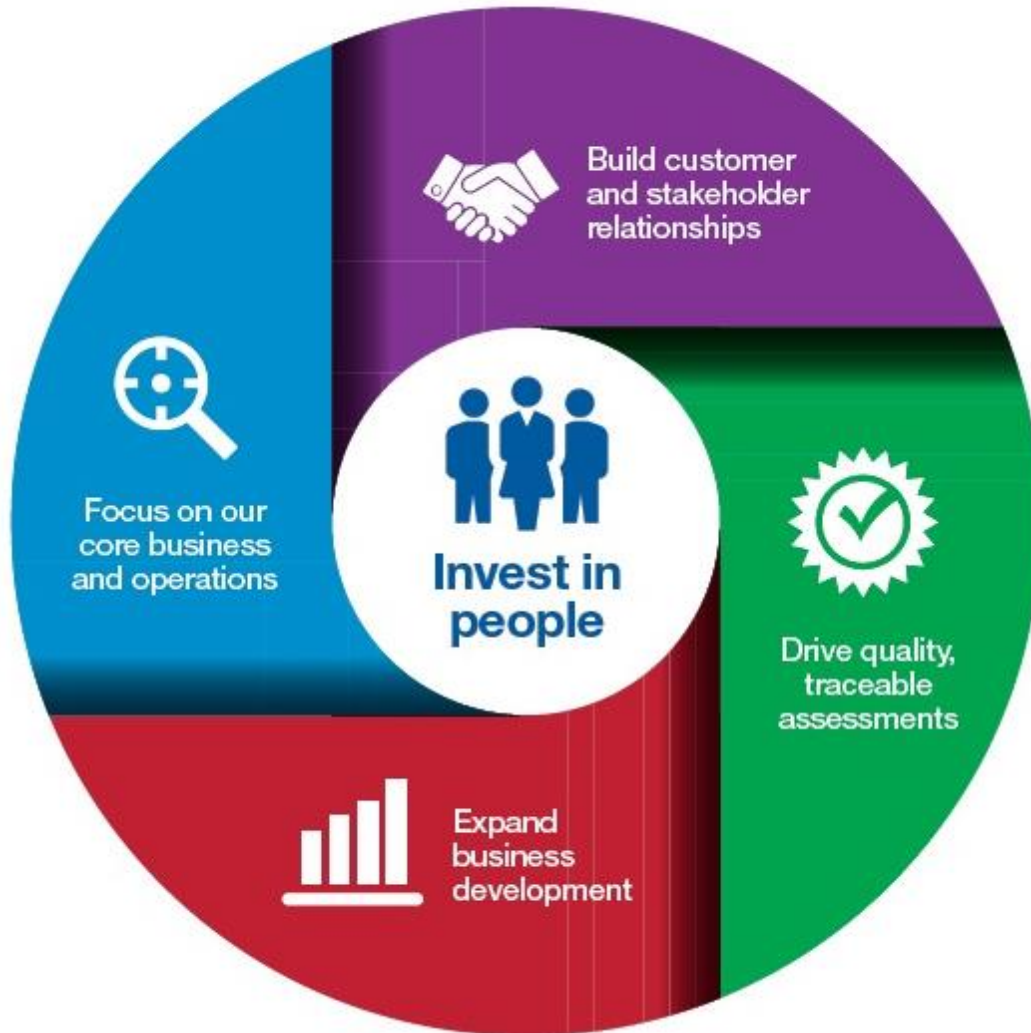 Build customer
and stakeholder
relationships
Focus on our
core business
and operations
Invest in
people
Drive quality,
traceable
assessments
Expand
business
development